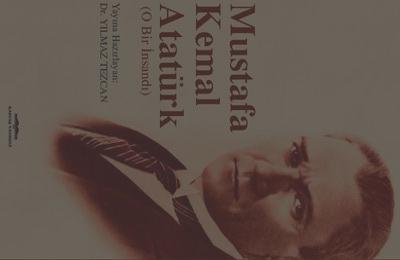 Mustafa
Kemal
Atatürk
(O Bir İnsandı)
Yayına Hazırlayan:
Dr. YILMAZ TEZCAN